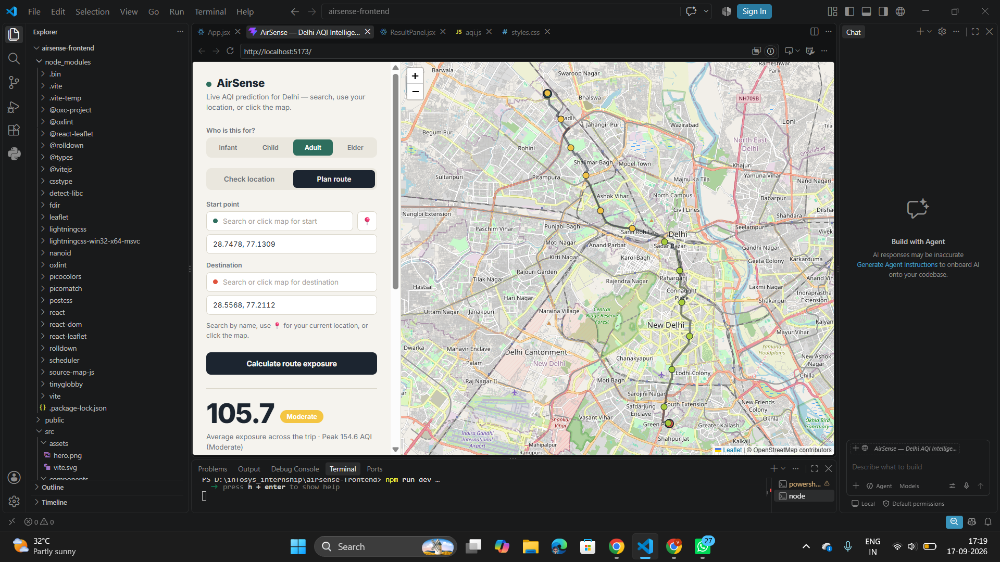 File Edit Selection View Go Run Terminal Help
airsense-frontend
Sign In
Explorer
airsense-frontend
node_modules
.bin
.vite
.vite-temp
@oxc-project
@oxlint
@react-leaflet
@rolldown
@types
@vitejs
csstype
detect-libc
fdir
leaflet
lightningcss
lightningcss-win32-x64-msvc
nanoid
oxlint
picocolors
picomatch
postcss
react
react-dom
react-leaflet
rolldown
scheduler
source-map-js
tinyglobby
vite
{} .package-lock.json
public
src
assets
hero.png
vite.svg
components
Outline
Timeline
App.jsx
AirSense — Delhi AQI Intellige...
ResultPanel.jsx
JS aqi.js
# styles.css
http://localhost:5173/
AirSense
Live AQI prediction for Delhi — search, use your
location, or click the map.
Who is this for?
Infant Child Adult Elder
Check location Plan route
Start point
Search or click map for start
28.7478, 77.1309
Destination
Search or click map for destination
28.5568, 77.2112
Search by name, use 📍 for your current location, or
click the map.
Calculate route exposure
105.7 Moderate
Average exposure across the trip · Peak 154.6 AQI
(Moderate)
+
−
Barwala
Swaroop Nagar
Rameshwar
Park
Bhalswa
NH709B
Loni
Tila
Jahangir Puri
Wazirabad
Begum Pur
Rohini
North East
Delhi
Ghaziabad
Shalimar Bagh
Model Town
Khajuri
Sultanpuri
Pitampura
Majnu Ka Tila
Yamuna Vihar
Nand Nagari
Ashok Vihar
North Campus
Babarpur
Nangloi Extension
Civil Lines
Dilsha
Shahdara
Paschim Vihar
Punjabi Bagh
Sarai Rohilla
Delhi
Seelampur
Vivek
Moti Nagar
Anand Parbat
Sadar Bazar
Gandhi Nagar
Kirti Nagar
Karol Bagh
Geeta Colony
Karkarduma
Rajouri Garden
Paharganj
Tilak Nagar
Rajendra Nagar
Laxmi Nagar
Hastsal
Connaught
Place
Indraprastha
Extension
Hari Nagar
Shakarpur
Uttam Nagar
Janakpuri
Naraina Village
Central
Ridge Reserve
Forest
New Delhi
Mayur Vihar
Kalyan
Dwarka
Mahavir Enclave
Delhi Cantonment
Yamuna
Floodplains
Palam
New Delhi
Chanakyapuri
New Ashok
Nagar
Raj Nagar II
Moti Bagh
Lodhi Colony
Chilla
Sarojini Nagar
Safdarjung
Enclave
South Extension
New Friends
Colony
Vasant Vihar
Shankar
Vihar
Okhla
Okhla Bird
Sanctuary
Greater Kailash
Indira Gandhi
International
Airport
Shahpur Jat
Kalkaji
Mahipalpur
Rangpuri
Leaflet | © OpenStreetMap contributors
Problems Output Debug Console Terminal Ports
PS D:\infosys_internship\airsense-frontend> npm run dev …
➜ press h + enter to show help
powersh...
node
Chat
Build with Agent
AI responses may be inaccurate
Generate Agent Instructions to onboard AI
onto your codebase.
AirSense — Delhi AQI Intellige...
Describe what to build
Agent Models
Local Default permissions
0 0
32°C
Partly sunny
Search
27
ENG
IN
17:19
17-09-2026